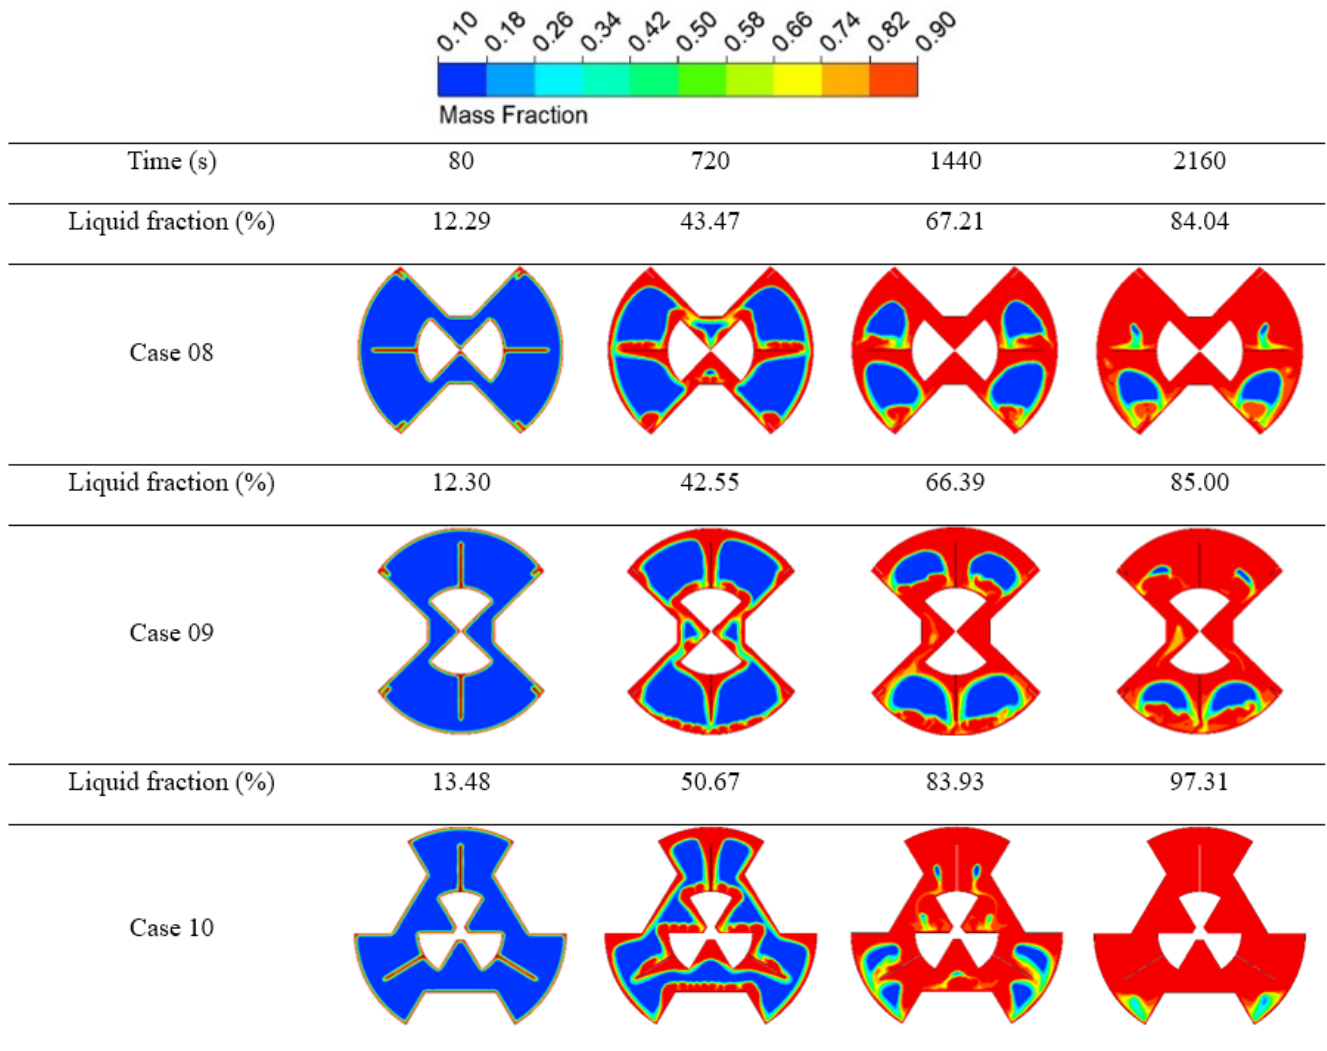 0.10 0.18 0.26 0.34 0.42 0.50 0.58 0.66 0.74 0.82 0.90
Mass Fraction
Time (s) 80 720 1440 2160
Liquid fraction (%) 12.29 43.47 67.21 84.04
Case 08
Liquid fraction (%) 12.30 42.55 66.39 85.00
Case 09
Liquid fraction (%) 13.48 50.67 83.93 97.31
Case 10